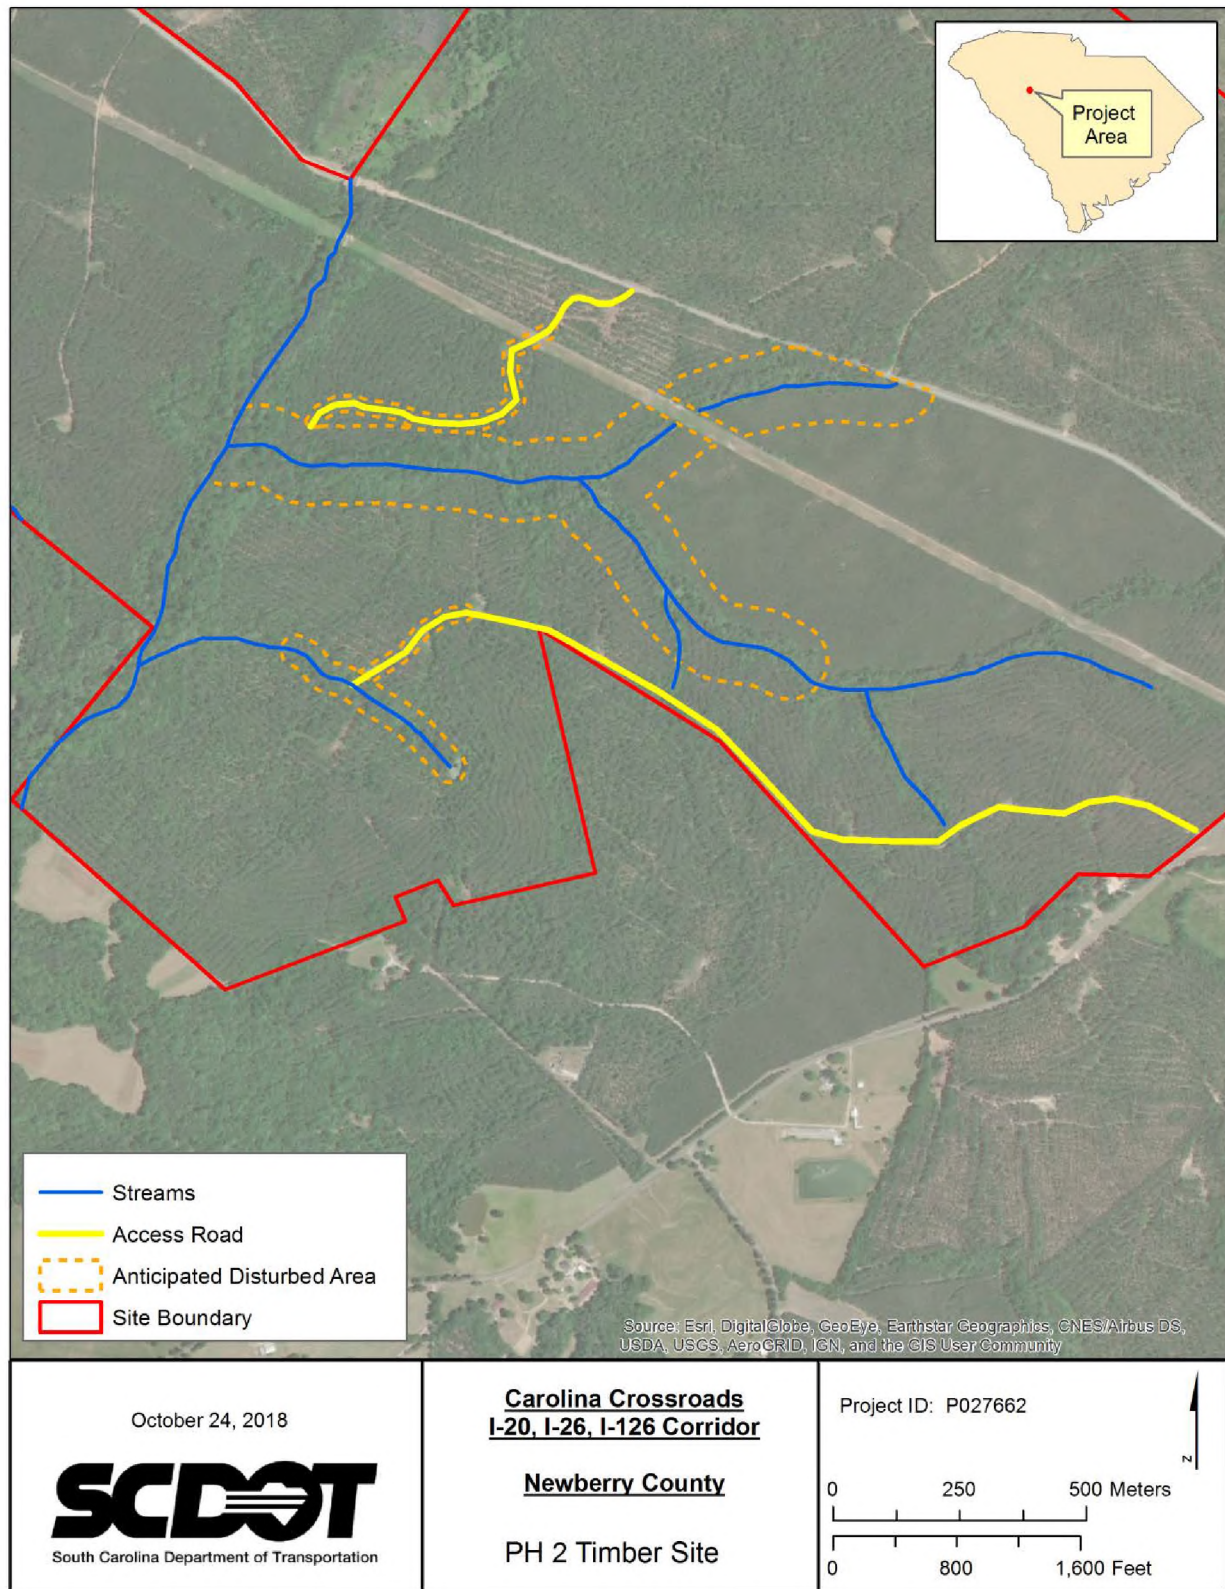 Project
Area
Streams
Access Road
Anticipated Disturbed Area
Site Boundary
Source: Esri, DigitalGlobe, GeoEye, Earthstar Geographics, CNES/Airbus DS,
USDA, USGS, AeroGRID, IGN, and the GIS User Community
October 24, 2018
SCDOT
South Carolina Department of Transportation
Carolina Crossroads
I-20, I-26, I-126 Corridor
Newberry County
PH 2 Timber Site
Project ID: P027662
N
0 250 500 Meters
0 800 1,600 Feet